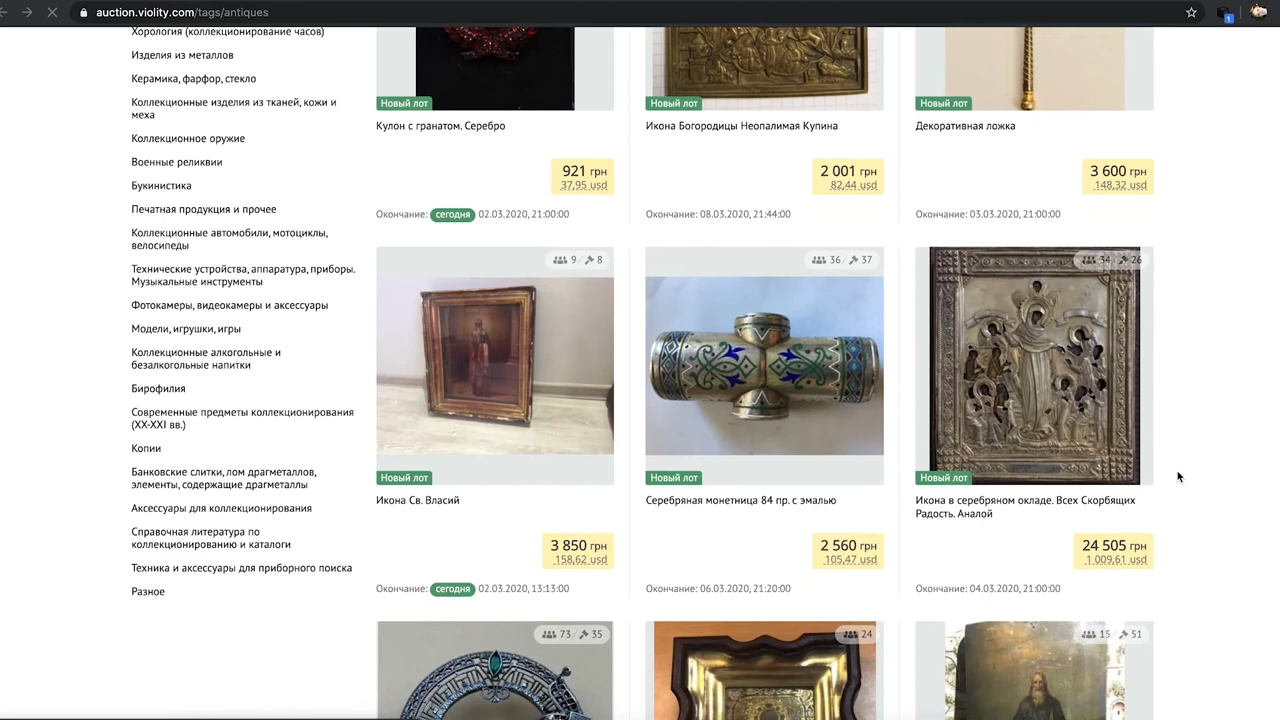 auction.violity.com/tags/antiques
1
Хорология (коллекционирование часов)
Изделия из металлов
Керамика, фарфор, стекло
Коллекционные изделия из тканей, кожи и
меха
Коллекционное оружие
Военные реликвии
Букинистика
Печатная продукция и прочее
Коллекционные автомобили, мотоциклы,
велосипеды
Технические устройства, аппаратура, приборы.
Музыкальные инструменты
Фотокамеры, видеокамеры и аксессуары
Модели, игрушки, игры
Коллекционные алкогольные и
безалкогольные напитки
Бирофилия
Современные предметы коллекционирования
(XX-XXI вв.)
Копии
Банковские слитки, лом драгметаллов,
элементы, содержащие драгметаллы
Аксессуары для коллекционирования
Справочная литература по
коллекционированию и каталоги
Техника и аксессуары для приборного поиска
Разное
Новый лот
Кулон с гранатом. Серебро
921 грн
37,95 usd
Окончание: сегодня 02.03.2020, 21:00:00
Новый лот
Икона Богородицы Неопалимая Купина
2 001 грн
82,44 usd
Окончание: 08.03.2020, 21:44:00
Новый лот
Декоративная ложка
3 600 грн
148,32 usd
Окончание: 03.03.2020, 21:00:00
9 / 8
Новый лот
Икона Св. Власий
3 850 грн
158,62 usd
Окончание: сегодня 02.03.2020, 13:13:00
36 / 37
Новый лот
Серебряная монетница 84 пр. с эмалью
2 560 грн
105,47 usd
Окончание: 06.03.2020, 21:20:00
34 / 26
Новый лот
Икона в серебряном окладе. Всех Скорбящих
Радость. Аналой
24 505 грн
1 009,61 usd
Окончание: 04.03.2020, 21:00:00
73 / 35
24
15 / 51